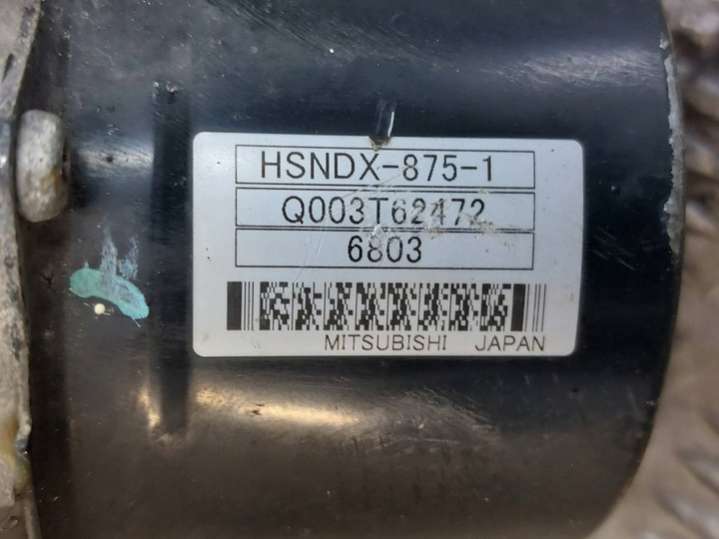 HSNDX-875-1
Q003T62472
6803
MITSUBISHI JAPAN